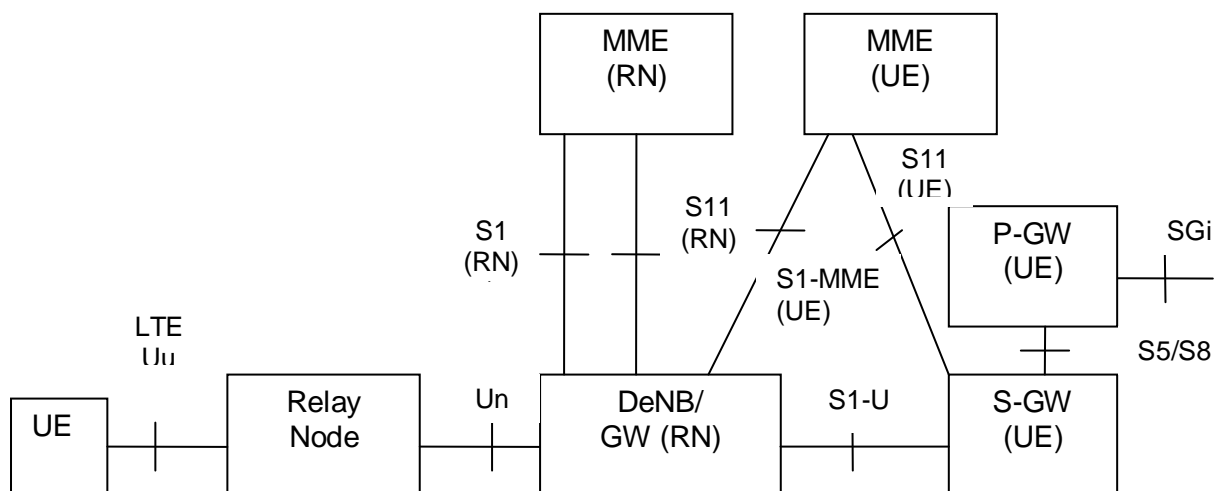 MME
(RN)
MME
(UE)
S11
(UE)
S1
(RN)
S11
(RN)
P-GW
(UE)
SGi
S1-MME
(UE)
LTE
Uu
S5/S8
UE
Relay
Node
Un
DeNB/
GW (RN)
S1-U
S-GW
(UE)